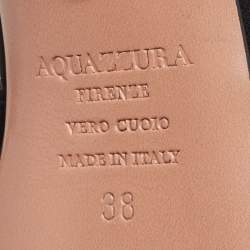 AQUAZZURA
FIRENZE
VERO CUOIO
MADE IN ITALY
38